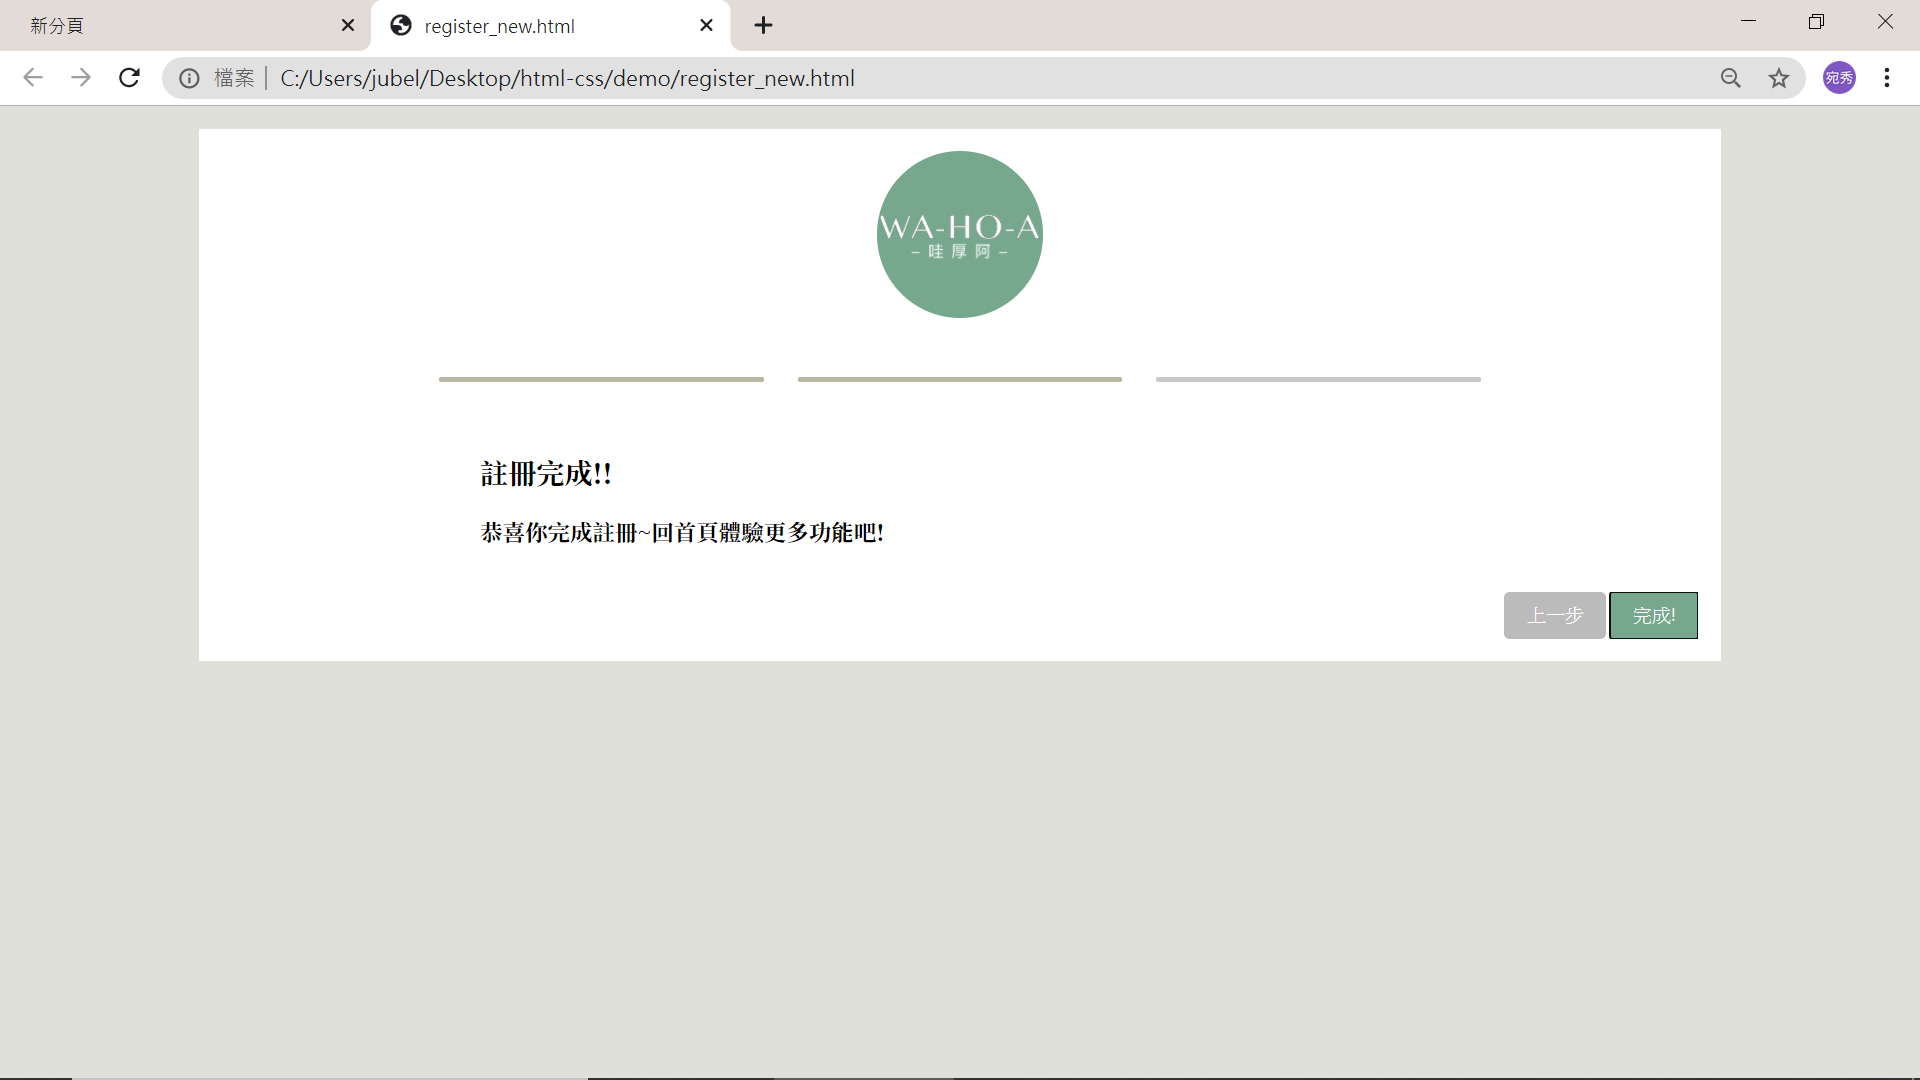 新分頁
register_new.html
檔案
C:/Users/jubel/Desktop/html-css/demo/register_new.html
宛秀
WA-HO-A
– 哇厚阿 –
註冊完成!!
恭喜你完成註冊~回首頁體驗更多功能吧!
上一步
完成!